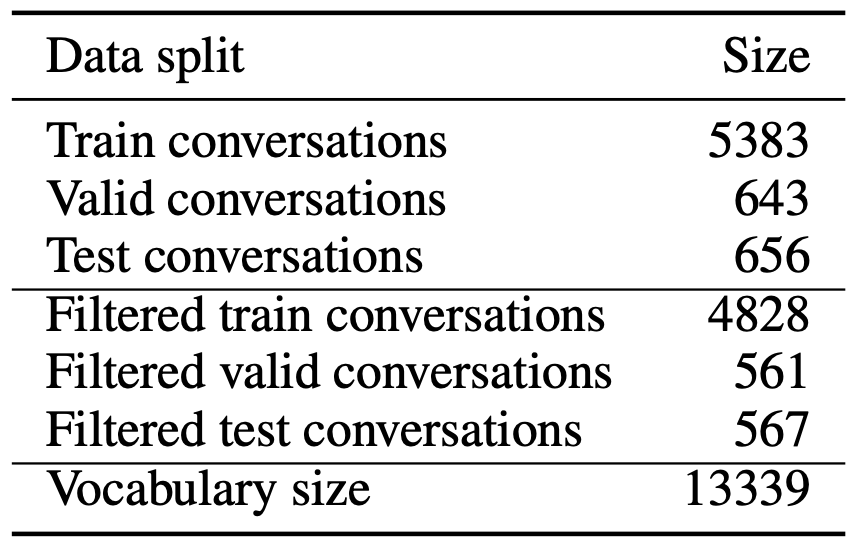 Data split Size
Train conversations 5383
Valid conversations 643
Test conversations 656
Filtered train conversations 4828
Filtered valid conversations 561
Filtered test conversations 567
Vocabulary size 13339